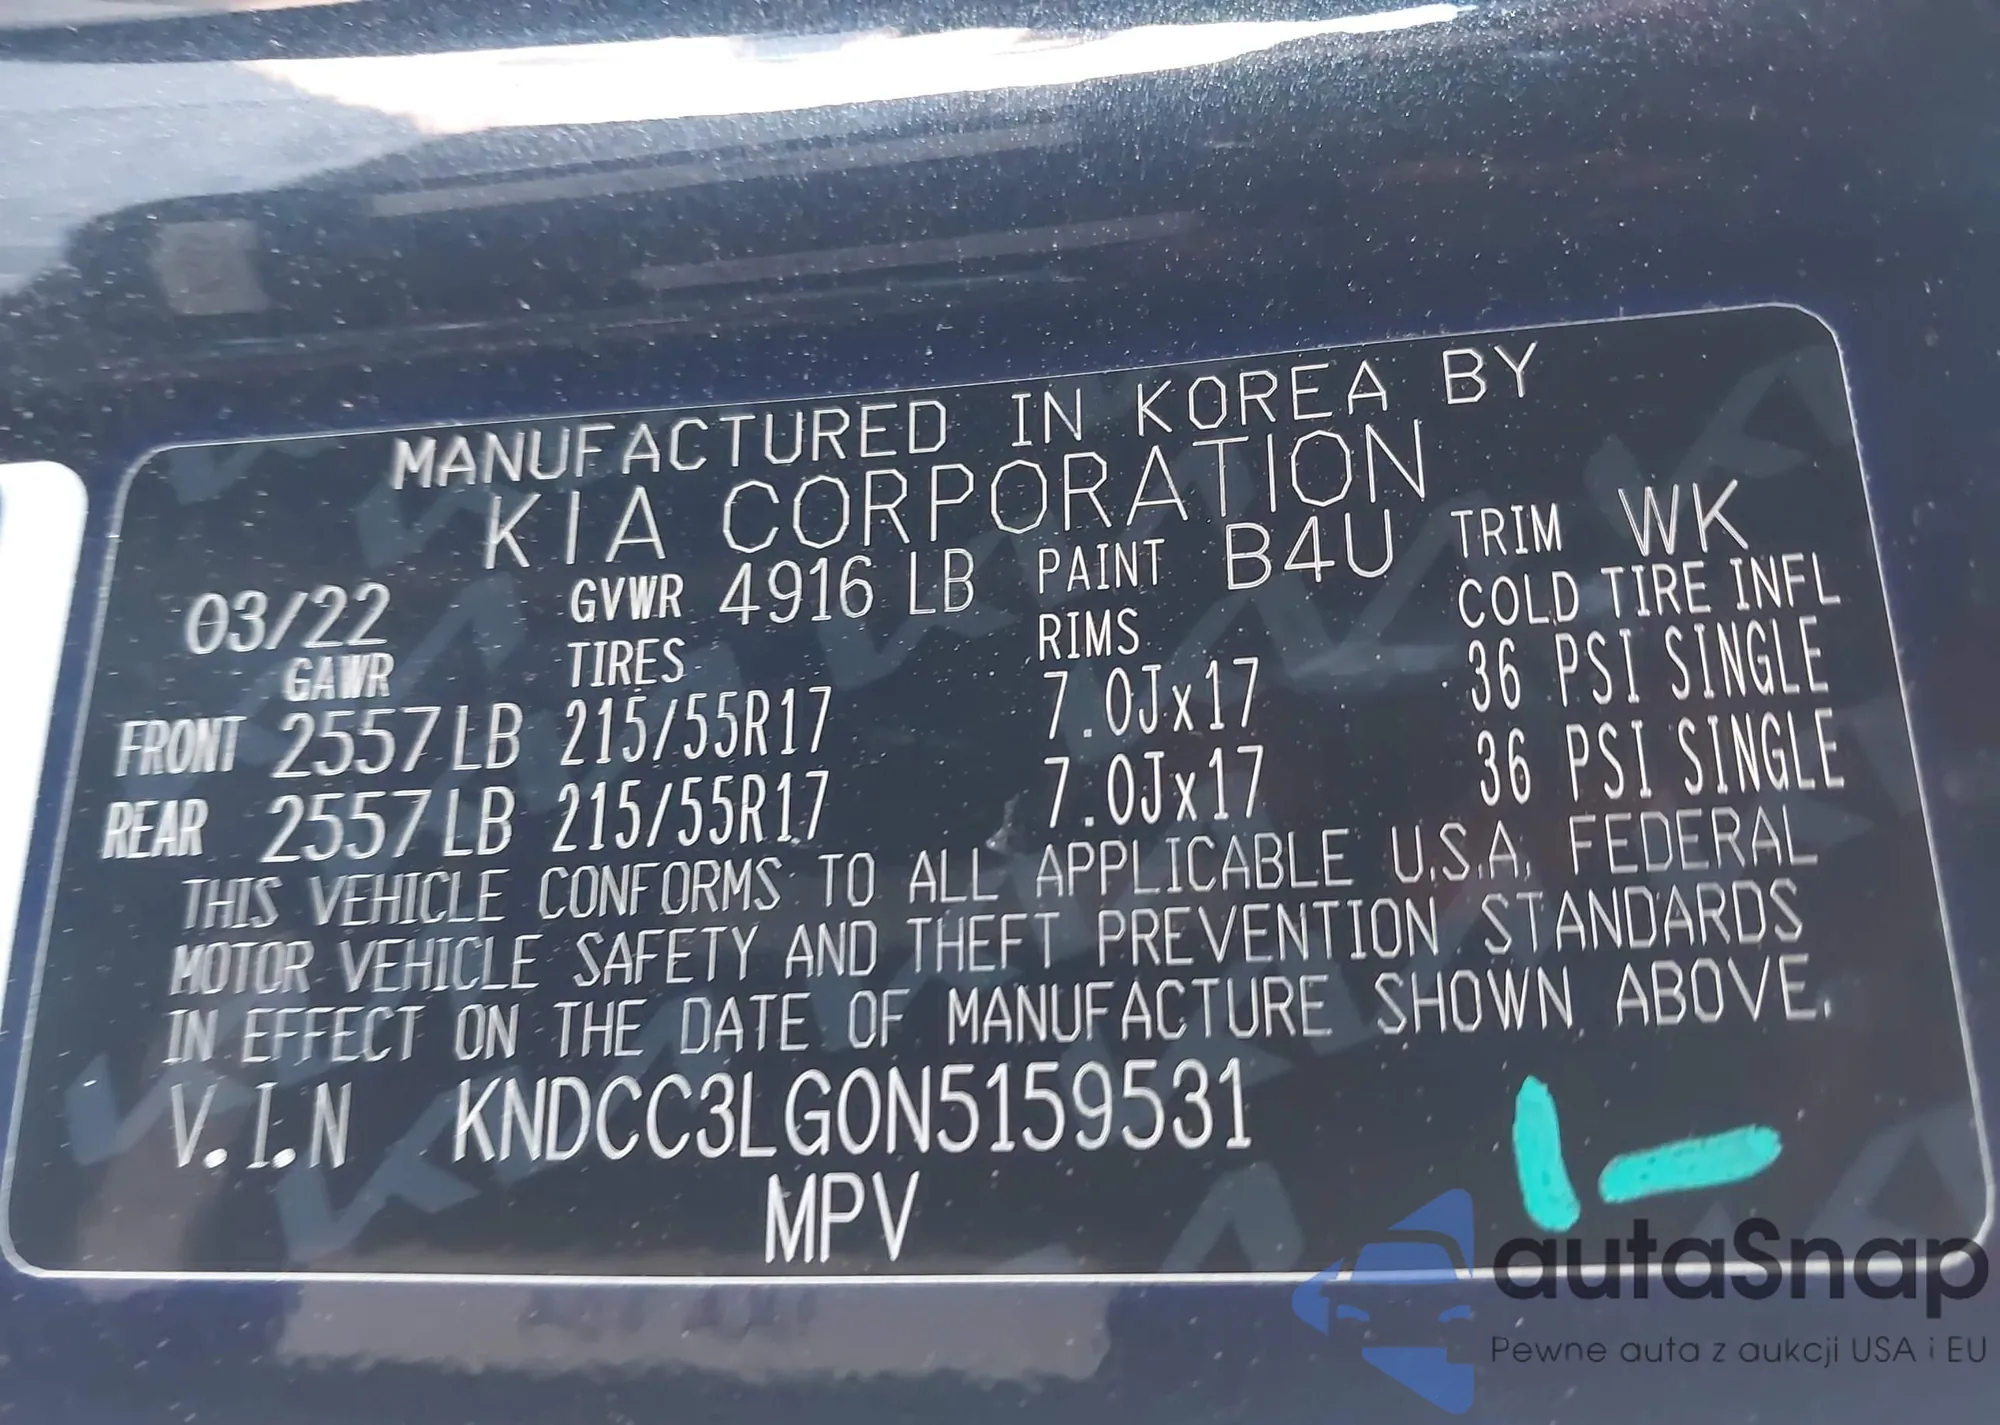 MANUFACTURED IN KOREA BY
KIA CORPORATION
03/22 GVWR 4916 LB PAINT B4U TRIM WK
GAWR TIRES RIMS COLD TIRE INFL
FRONT 2557LB 215/55R17 7.0Jx17 36 PSI SINGLE
REAR 2557LB 215/55R17 7.0Jx17 36 PSI SINGLE
THIS VEHICLE CONFORMS TO ALL APPLICABLE U.S.A. FEDERAL
MOTOR VEHICLE SAFETY AND THEFT PREVENTION STANDARDS
IN EFFECT ON THE DATE OF MANUFACTURE SHOWN ABOVE.
V.I.N KNDCC3LG0N5159531
MPV
autaSnap
Pewne auta z aukcji USA i EU